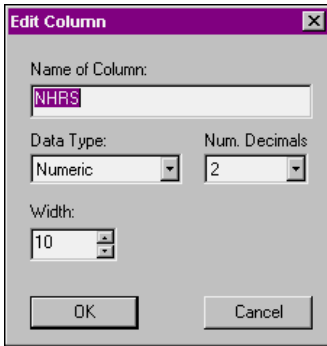 Edit Column
Name of Column:
NHRS
Data Type: Num. Decimals
Numeric 2
Width:
10
OK Cancel